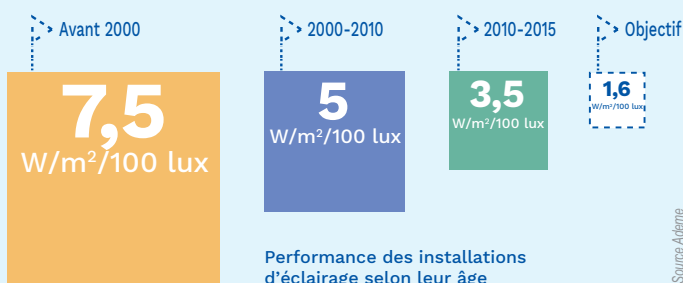 Avant 2000
2000-2010
2010-2015
Objectif
7,5
W/m²/100 lux
5
W/m²/100 lux
3,5
W/m²/100 lux
1,6
W/m²/100 lux
Performance des installations
d'éclairage selon leur âge
Source Ademe